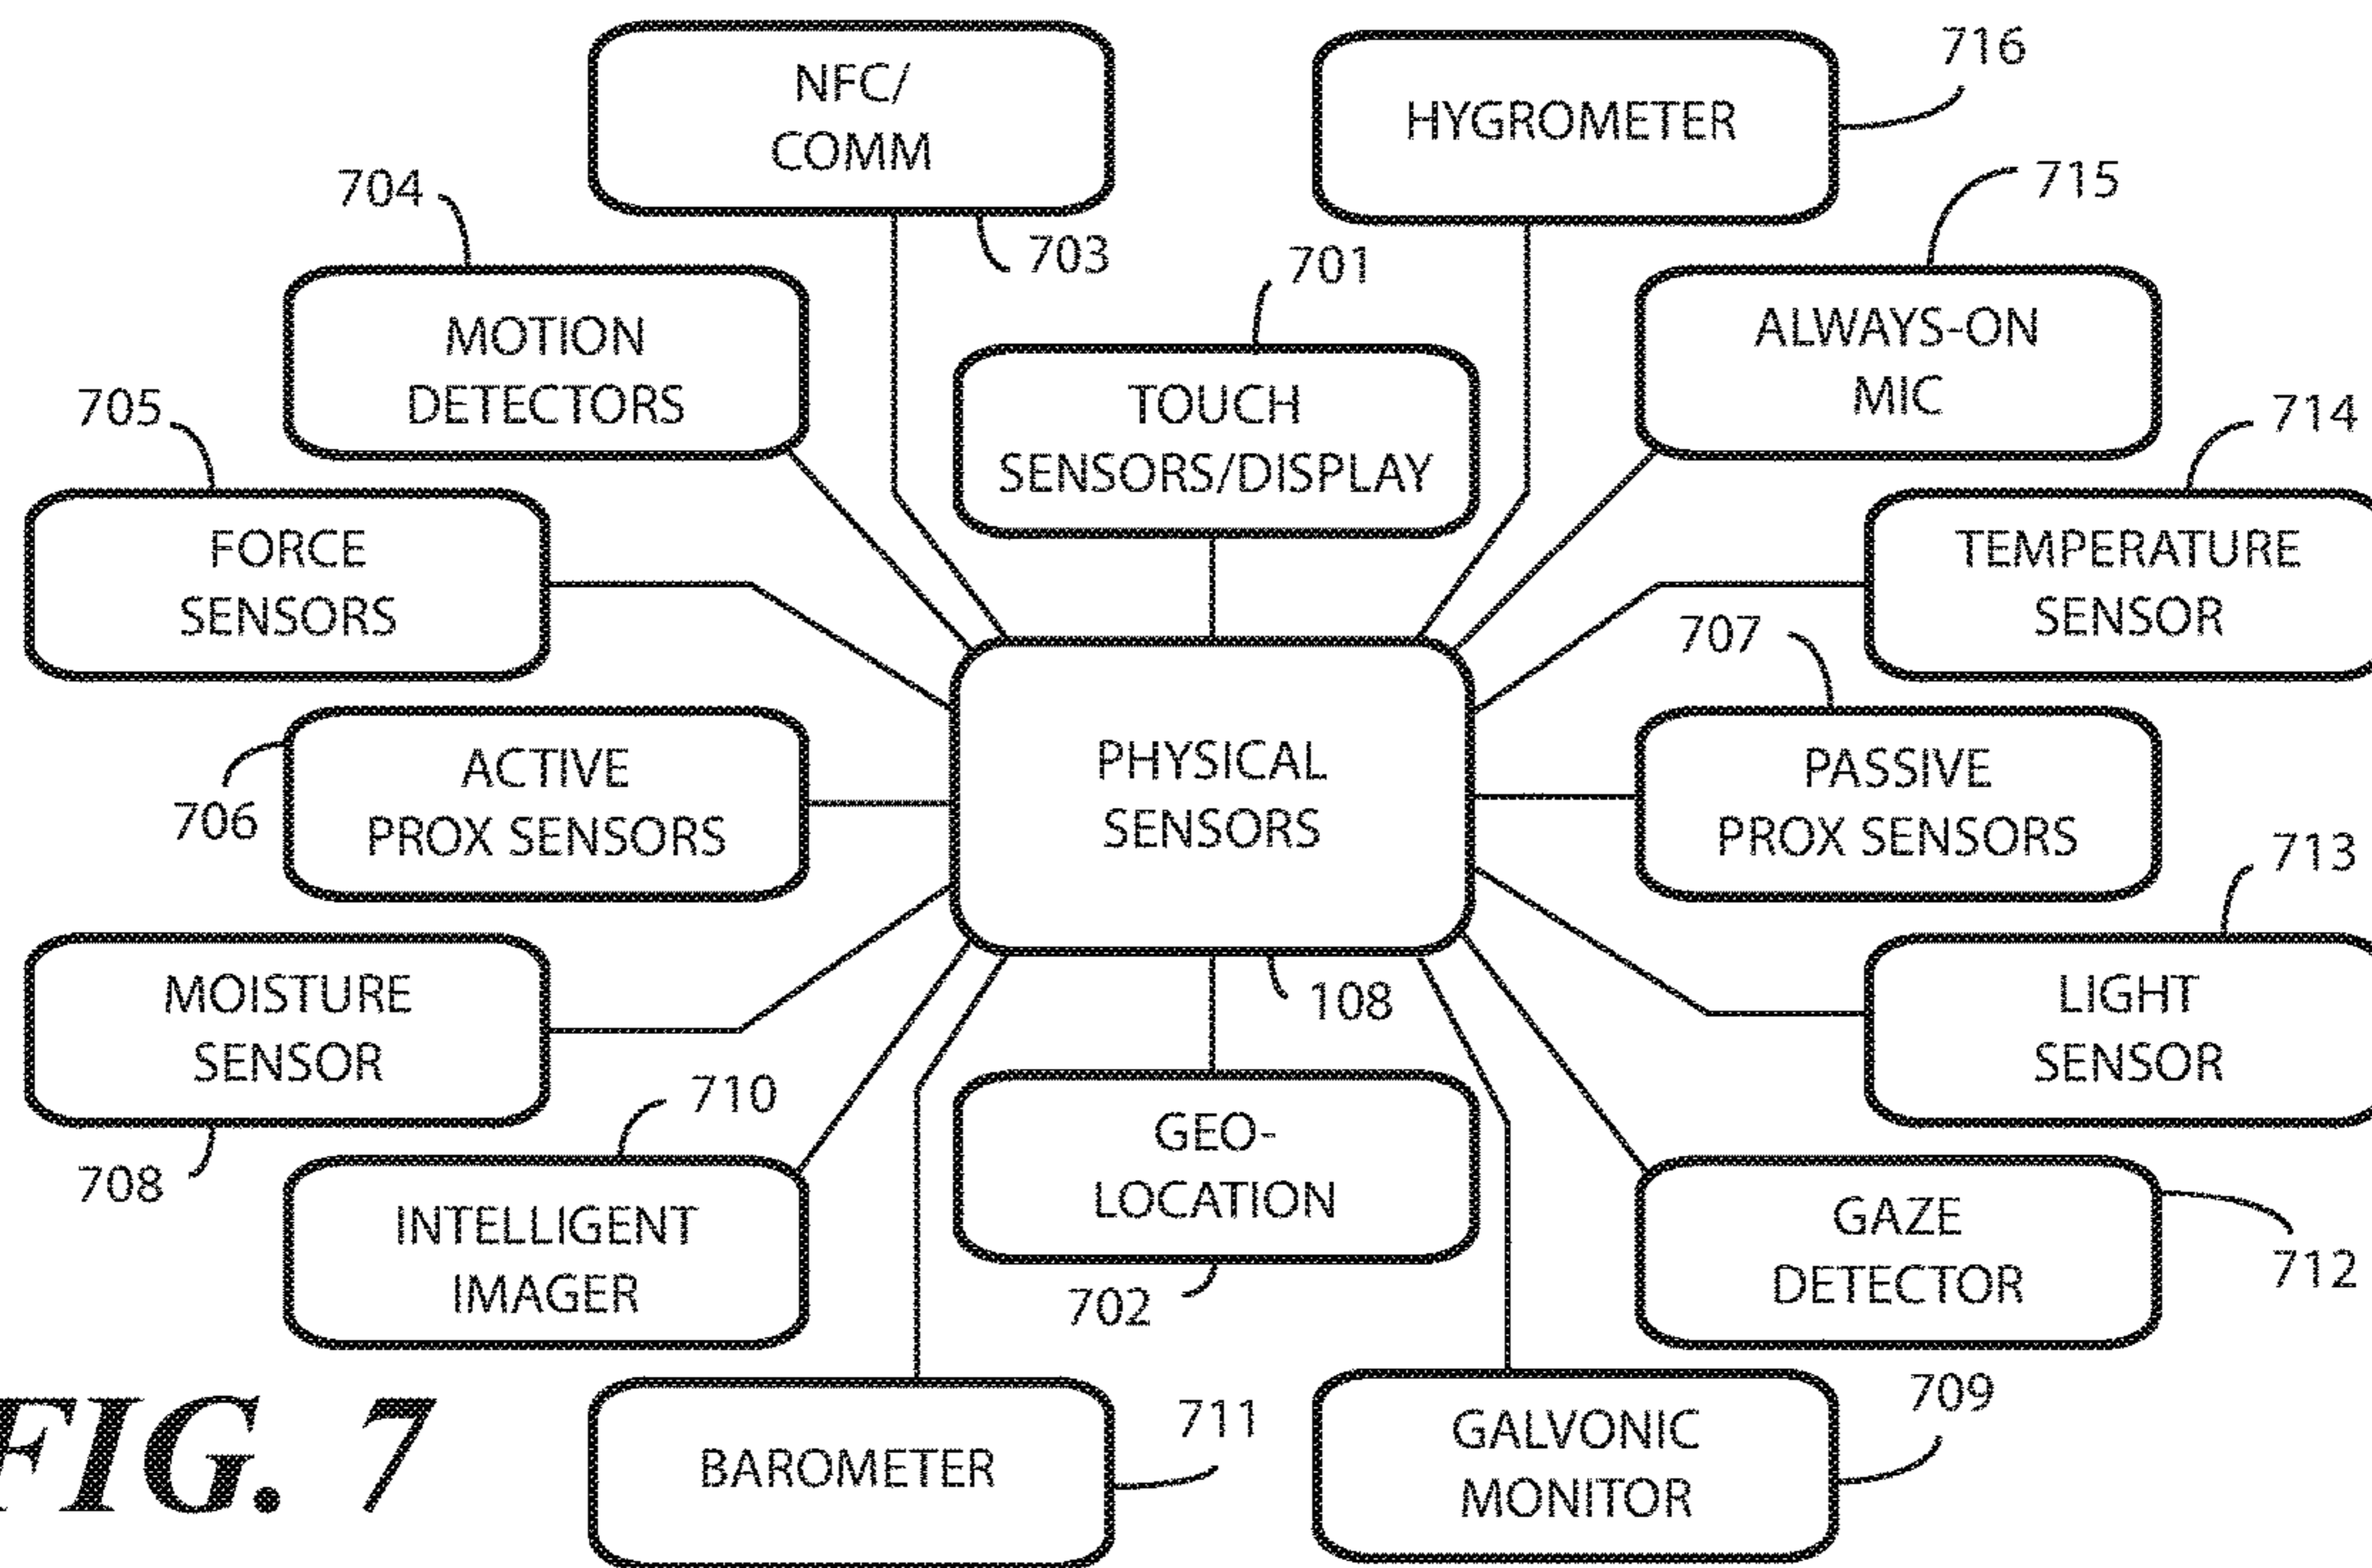 NFC/
COMM
703
HYGROMETER
716
704
MOTION
DETECTORS
701
TOUCH
SENSORS/DISPLAY
715
ALWAYS-ON
MIC
705
FORCE
SENSORS
714
TEMPERATURE
SENSOR
706
ACTIVE
PROX SENSORS
PHYSICAL
SENSORS
108
707
PASSIVE
PROX SENSORS
MOISTURE
SENSOR
708
713
LIGHT
SENSOR
710
INTELLIGENT
IMAGER
GEO-
LOCATION
702
GAZE
DETECTOR
712
BAROMETER
711
GALVONIC
MONITOR
709
FIG. 7